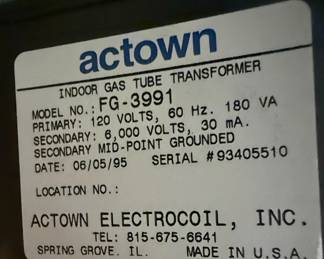 actown
INDOOR GAS TUBE TRANSFORMER
MODEL NO.: FG-3991
PRIMARY: 120 VOLTS, 60 Hz. 180 VA
SECONDARY: 6,000 VOLTS, 30 mA.
SECONDARY MID-POINT GROUNDED
DATE: 06/05/95 SERIAL #93405510
LOCATION NO.:
ACTOWN ELECTROCOIL, INC.
TEL: 815-675-6641
SPRING GROVE. IL. MADE IN U.S.A.